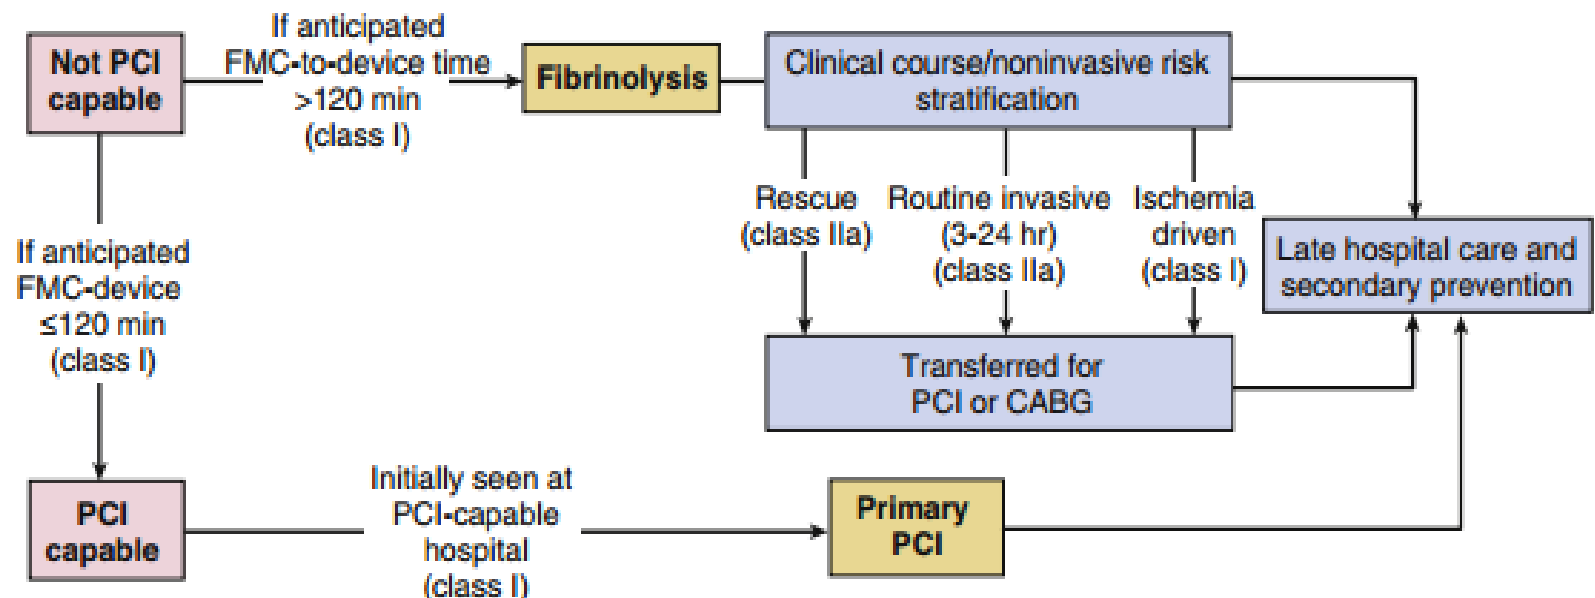 Not PCI
capable
If anticipated
FMC-to-device time
>120 min
(class I)
Fibrinolysis
Clinical course/noninvasive risk
stratification
Rescue
(class IIa)
Routine invasive
(3-24 hr)
(class IIa)
Ischemia
driven
(class I)
Late hospital care and
secondary prevention
If anticipated
FMC-device
≤120 min
(class I)
Transferred for
PCI or CABG
PCI
capable
Initially seen at
PCI-capable
hospital
(class I)
Primary
PCI